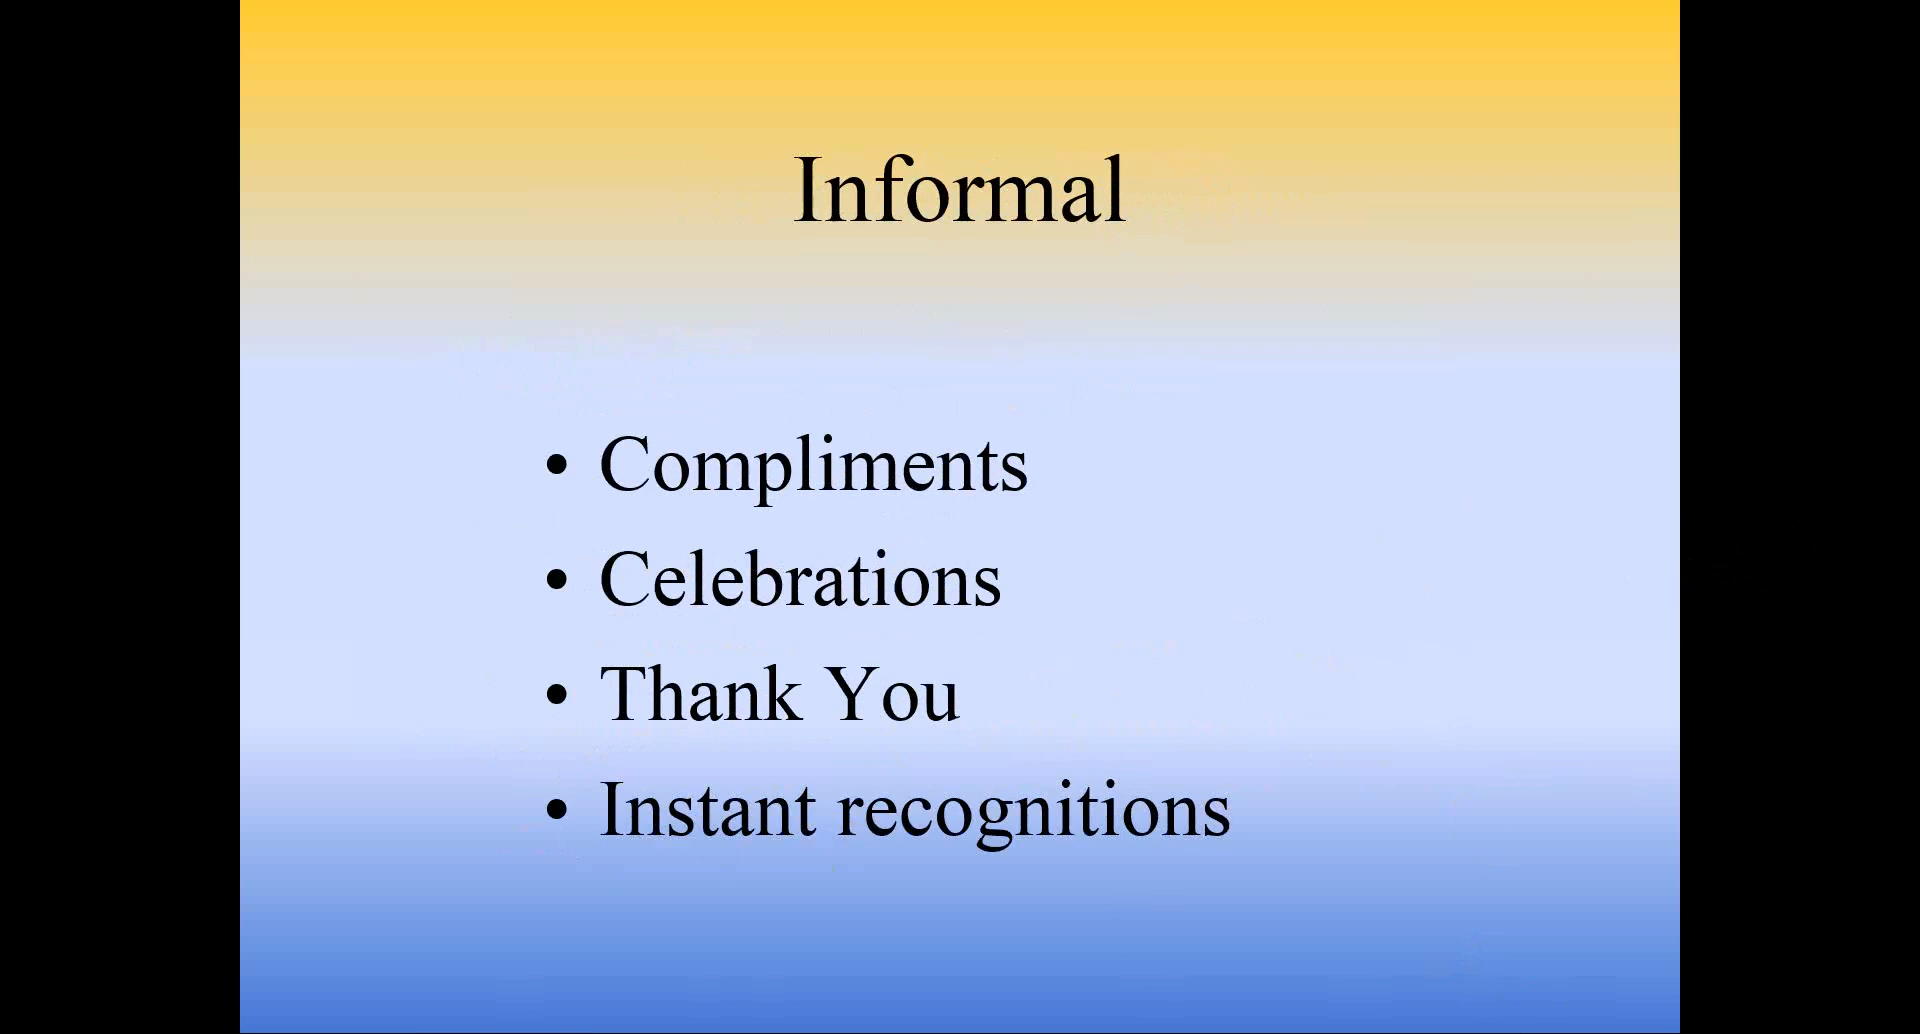 Informal
• Compliments
• Celebrations
• Thank You
• Instant recognitions